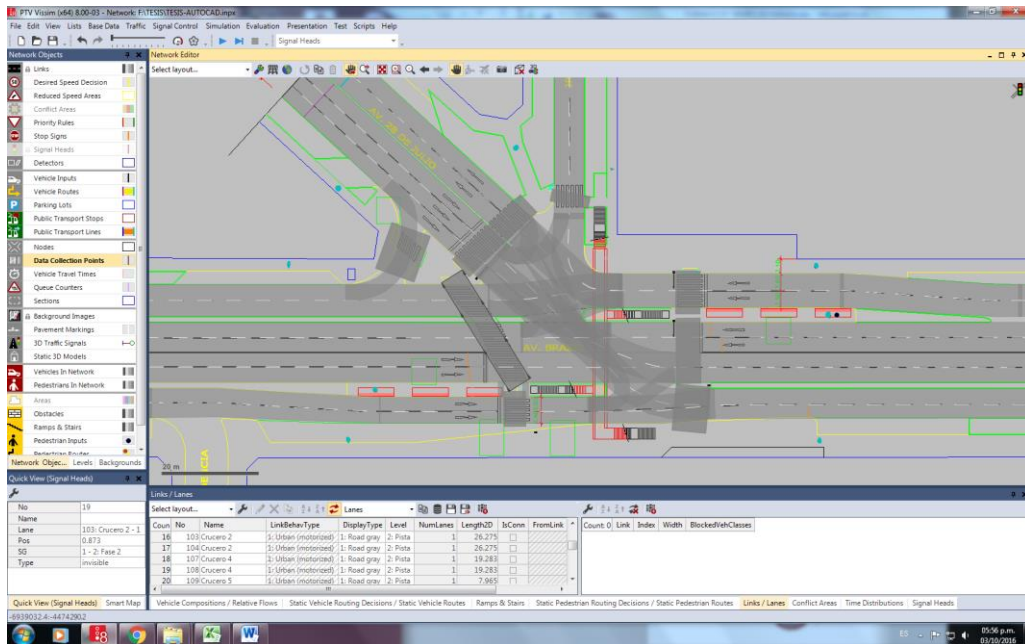 PTV Vissim (x64) 8.00-03 - Network: F:\TESIS\TESIS-AUTOCAD.inpx
File Edit View Lists Base Data Traffic Signal Control Simulation Evaluation Presentation Test Scripts Help
Signal Heads
Network Objects
Network Editor
Select layout...
Links
Desired Speed Decision
Reduced Speed Areas
Conflict Areas
Priority Rules
Stop Signs
Signal Heads
Detectors
Vehicle Inputs
Vehicle Routes
Parking Lots
Public Transport Stops
Public Transport Lines
Nodes
Data Collection Points
Vehicle Travel Times
Queue Counters
Sections
Background Images
Pavement Markings
3D Traffic Signals
Static 3D Models
Vehicles In Network
Pedestrians In Network
Areas
Obstacles
Ramps & Stairs
Pedestrian Inputs
Pedestrian Routes
Network Objec... Levels Backgrounds
AV. 28 DE JULIO
AV. BRAS
20 m
Quick View (Signal Heads)
No 19
Name
Lane 103: Crucero 2 - 1
Pos 0.873
SG 1 - 2: Fase 2
Type invisible
Quick View (Signal Heads) Smart Map
Links / Lanes
Select layout... Lanes
Coun No Name LinkBehavType DisplayType Level NumLanes Length2D IsConn FromLink
16 103 Crucero 2 1: Urban (motorized) 1: Road gray 2: Pista 1 26.275
17 104 Crucero 2 1: Urban (motorized) 1: Road gray 2: Pista 1 26.275
18 107 Crucero 4 1: Urban (motorized) 1: Road gray 2: Pista 1 19.283
19 108 Crucero 4 1: Urban (motorized) 1: Road gray 2: Pista 1 19.283
20 109 Crucero 5 1: Urban (motorized) 1: Road gray 2: Pista 1 7.965
Count: 0 Link Index Width BlockedVehClasses
Vehicle Compositions / Relative Flows Static Vehicle Routing Decisions / Static Vehicle Routes Ramps & Stairs Static Pedestrian Routing Decisions / Static Pedestrian Routes Links / Lanes Conflict Areas Time Distributions Signal Heads
-6939032.4:-4474290.2
ES 05:56 p.m.
03/10/2016